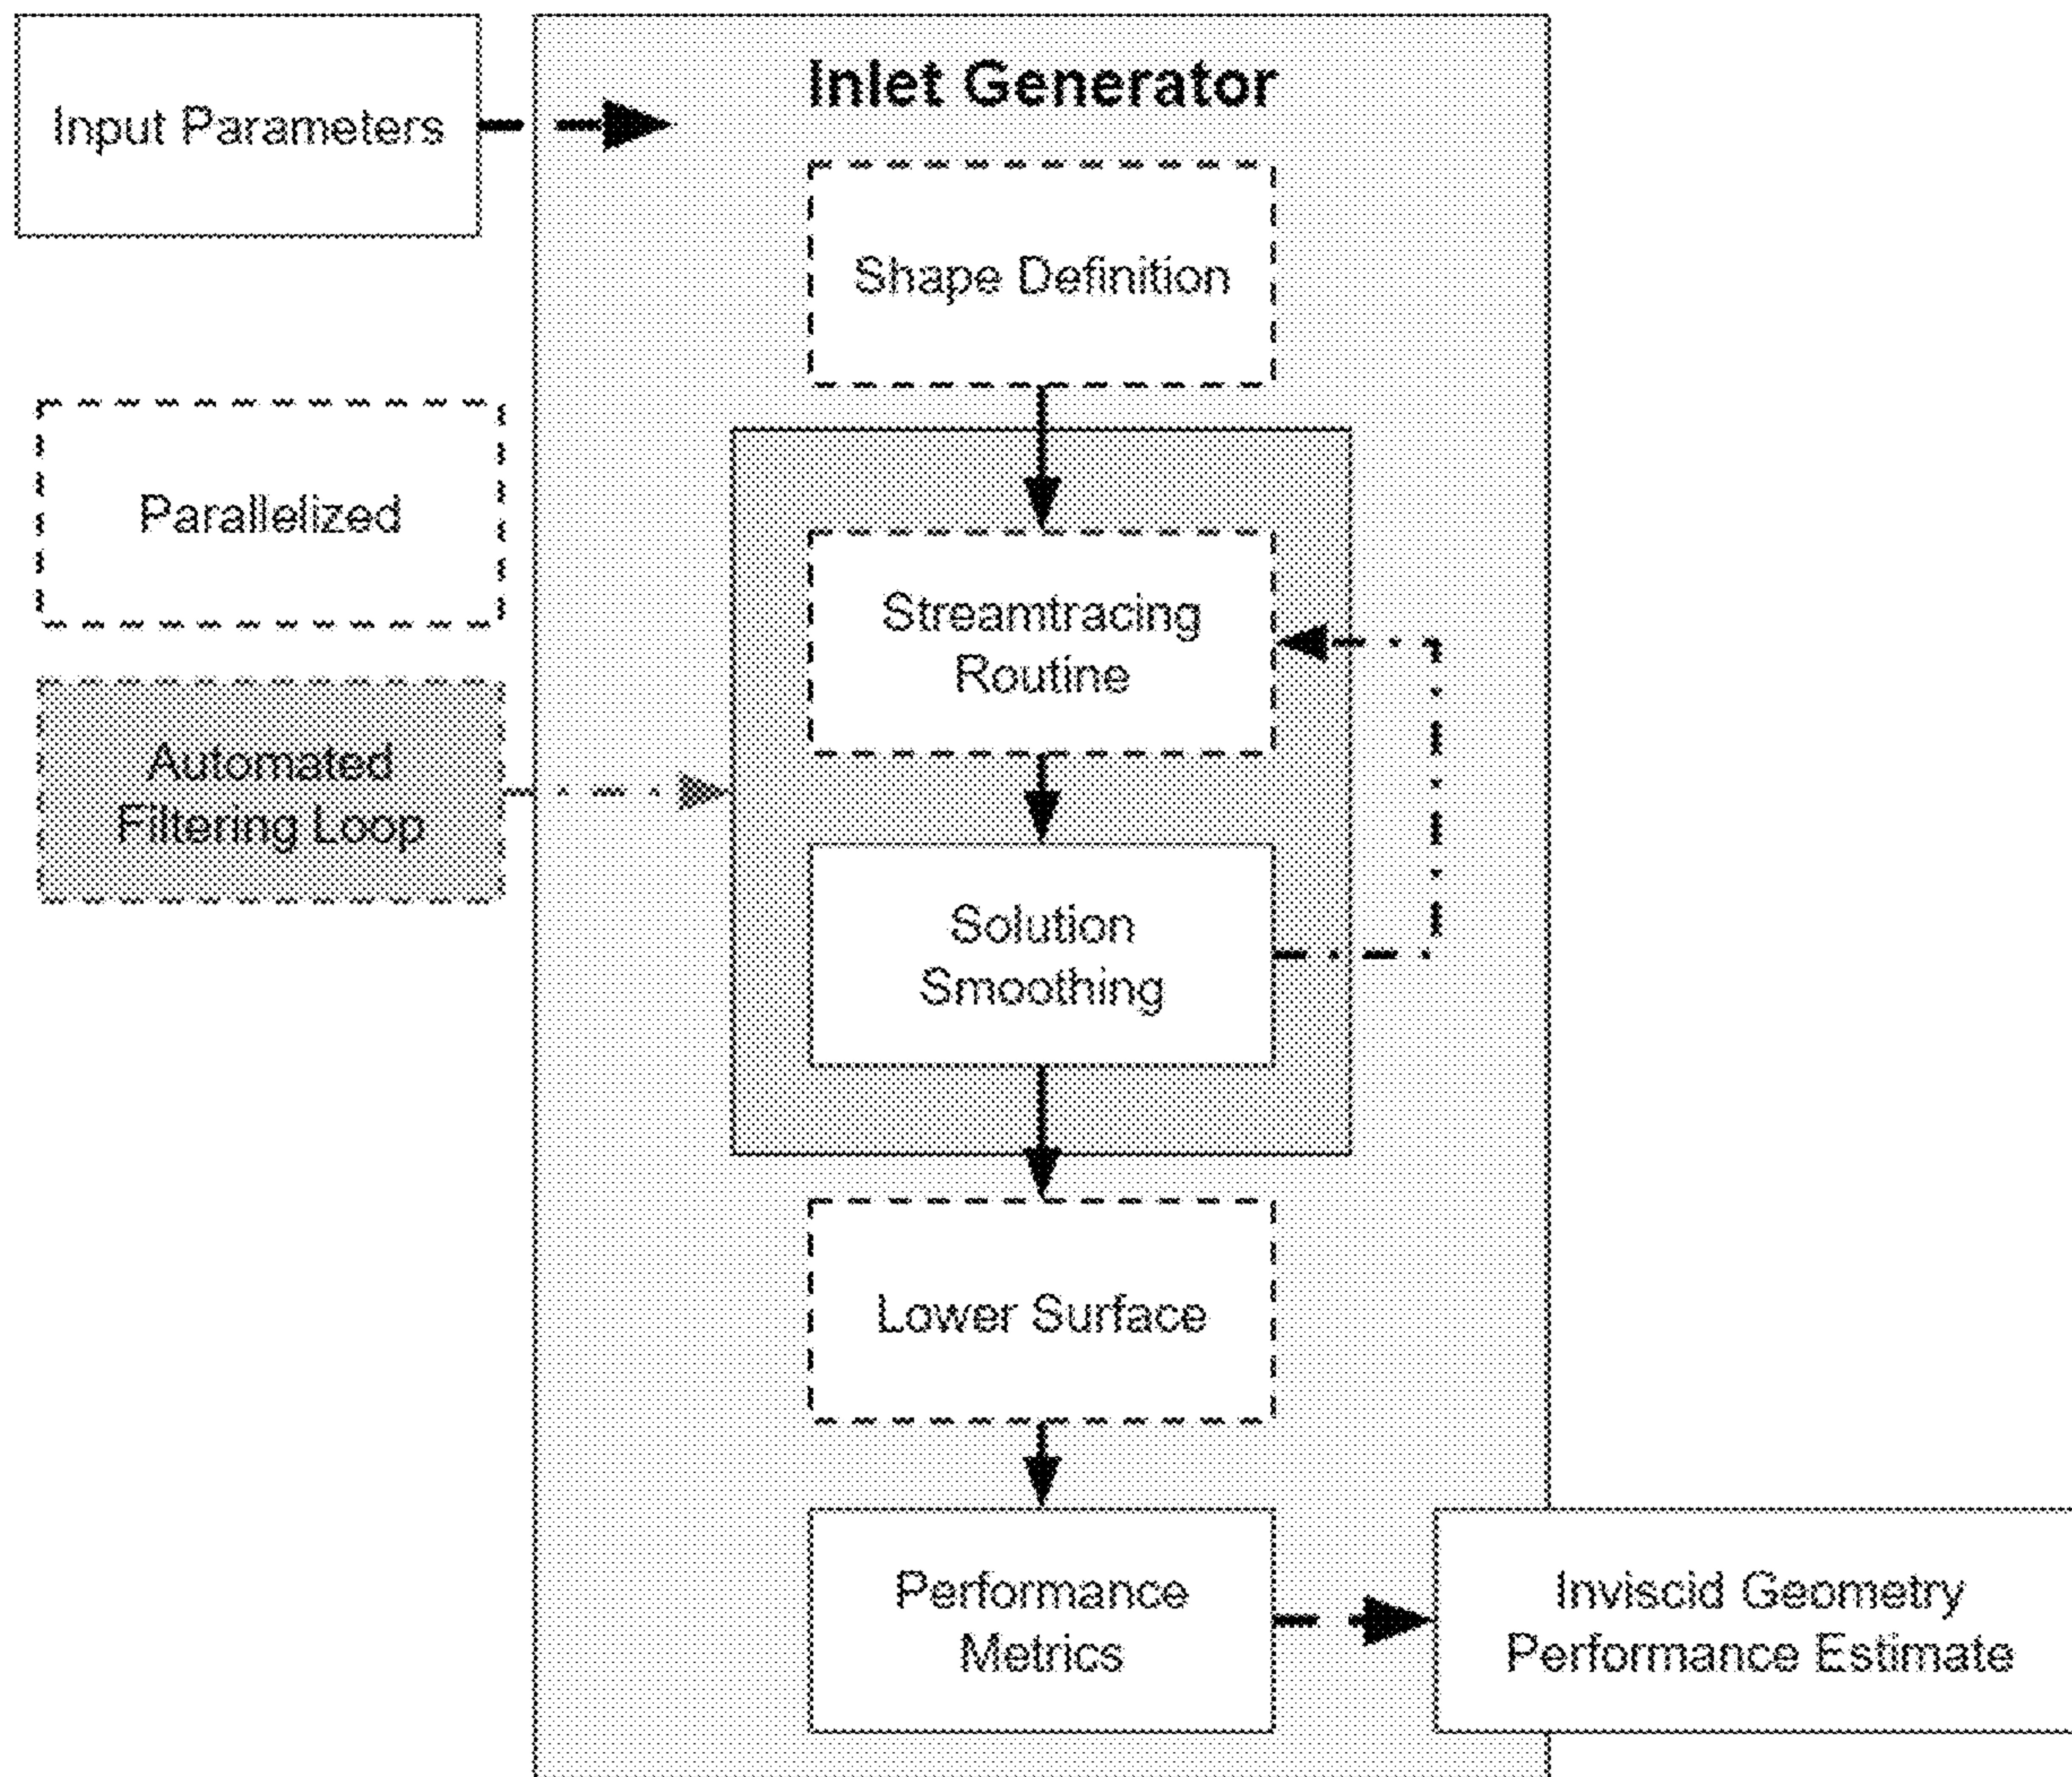 Inlet Generator
Input Parameters
Shape Definition
Parallelized
Streamtracing
Routine
Automated
Filtering Loop
Solution
Smoothing
Lower Surface
Performance
Metrics
Inviscid Geometry
Performance Estimate